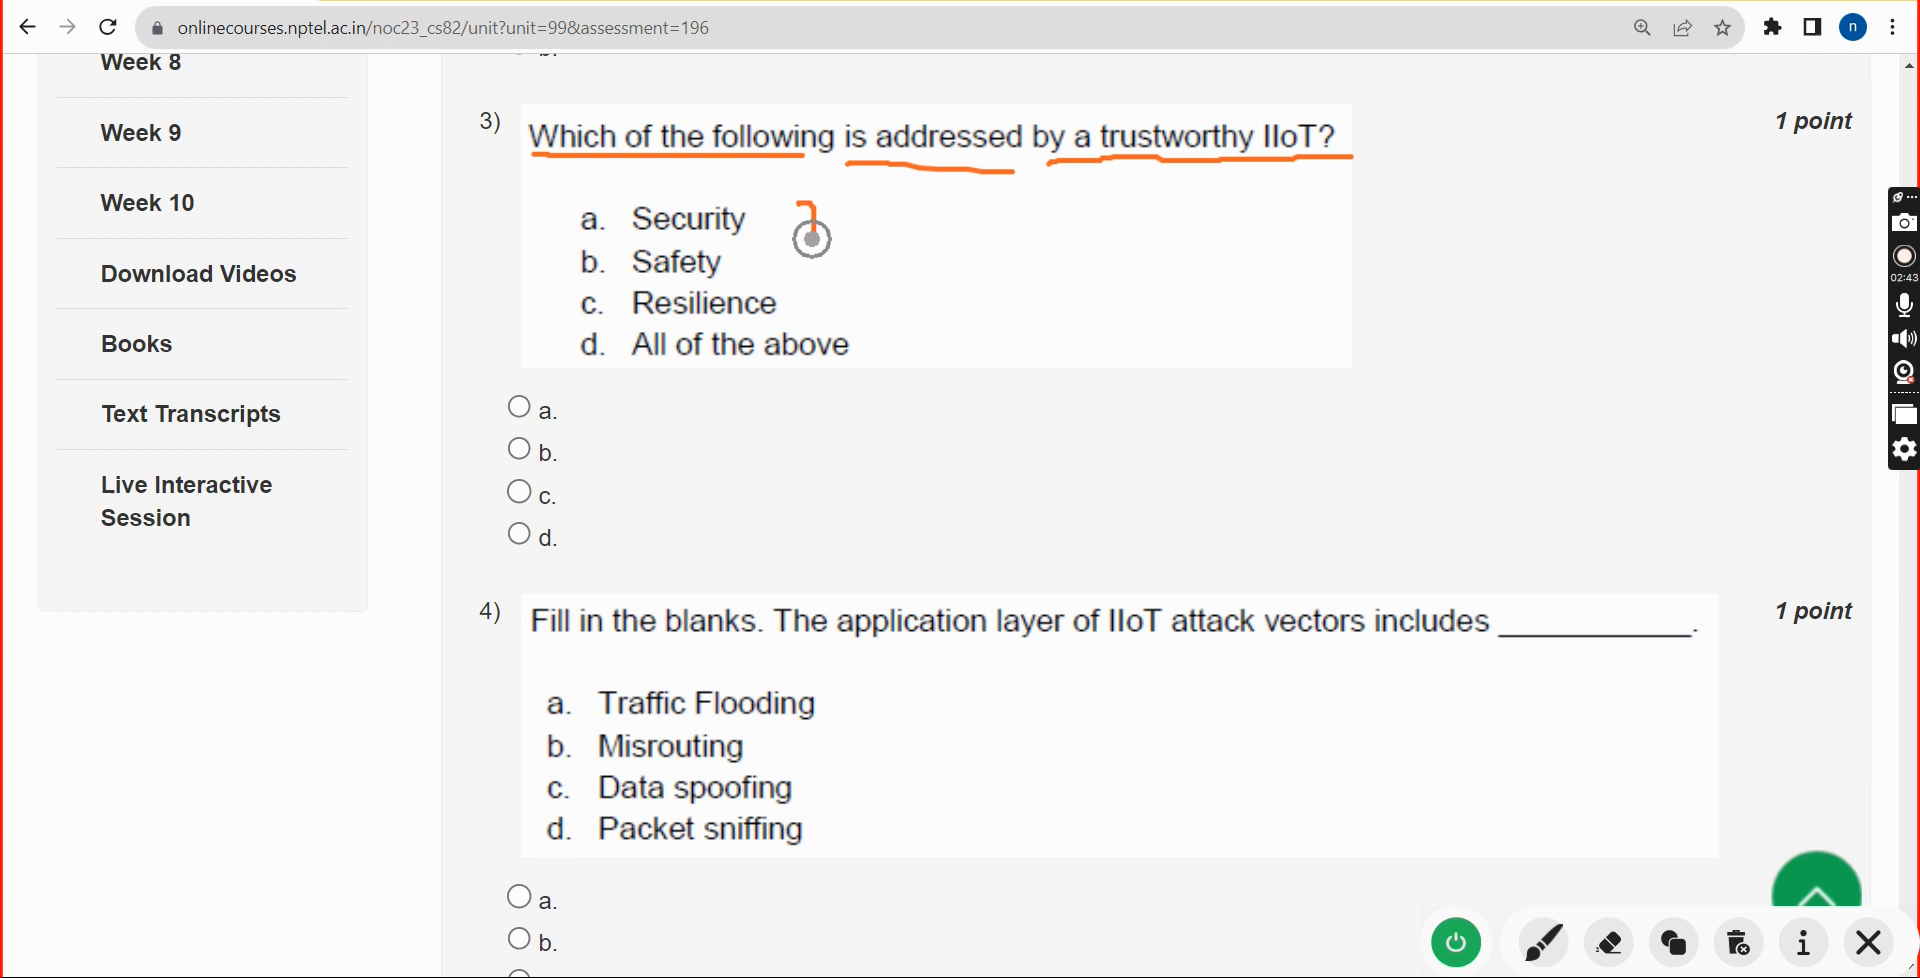 onlinecourses.nptel.ac.in/noc23_cs82/unit?unit=99&assessment=196
n
Week 8
Week 9
Week 10
Download Videos
Books
Text Transcripts
Live Interactive
Session
3)
1 point
Which of the following is addressed by a trustworthy IIoT?
a. Security
b. Safety
c. Resilience
d. All of the above
a.
b.
c.
d.
02:43
4)
1 point
Fill in the blanks. The application layer of IIoT attack vectors includes ____________.
a. Traffic Flooding
b. Misrouting
c. Data spoofing
d. Packet sniffing
a.
b.